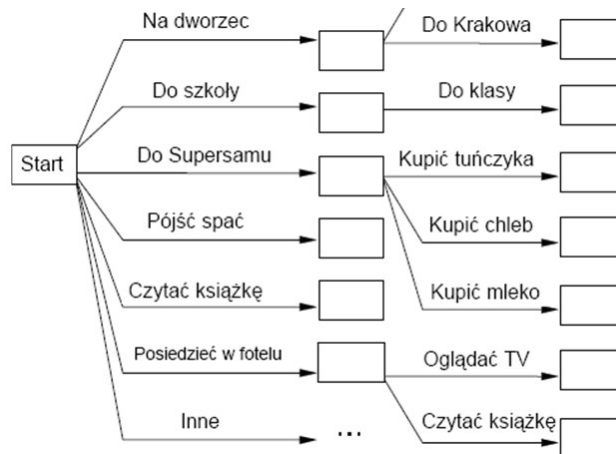 Na dworzec
Do Krakowa
Do szkoły
Do klasy
Start
Do Supersamu
Kupić tuńczyka
Pójść spać
Kupić chleb
Czytać książkę
Kupić mleko
Posiedzieć w fotelu
Oglądać TV
Inne
...
Czytać książkę